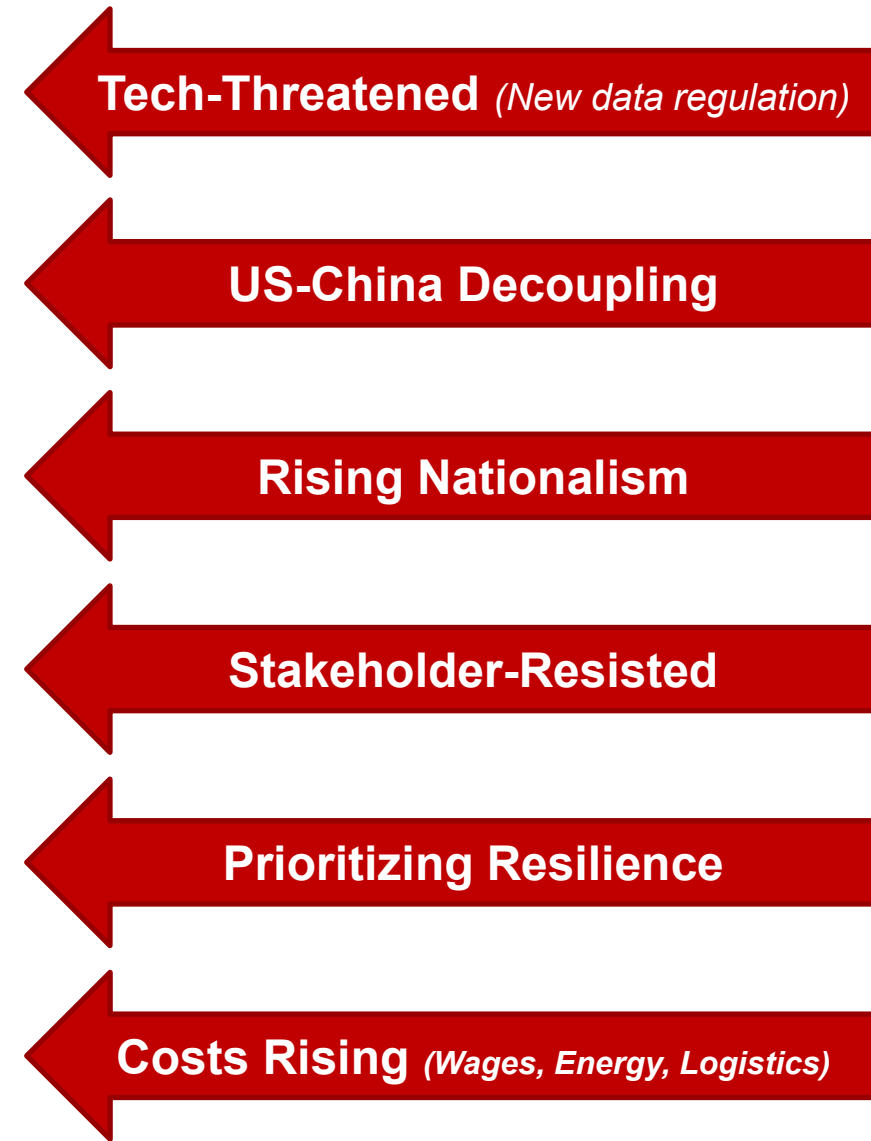 Tech-Threatened (New data regulation)
US-China Decoupling
Rising Nationalism
Stakeholder-Resisted
Prioritizing Resilience
Costs Rising (Wages, Energy, Logistics)